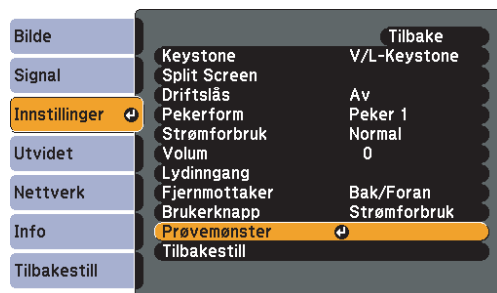 Bilde
Signal
Innstillinger
Utvidet
Nettverk
Info
Tilbakestill
Tilbake
Keystone V/L-Keystone
Split Screen
Driftslås Av
Pekerform Peker 1
Strømforbruk Normal
Volum 0
Lydinngang
Fjernmottaker Bak/Foran
Brukerknapp Strømforbruk
Prøvemønster
Tilbakestill